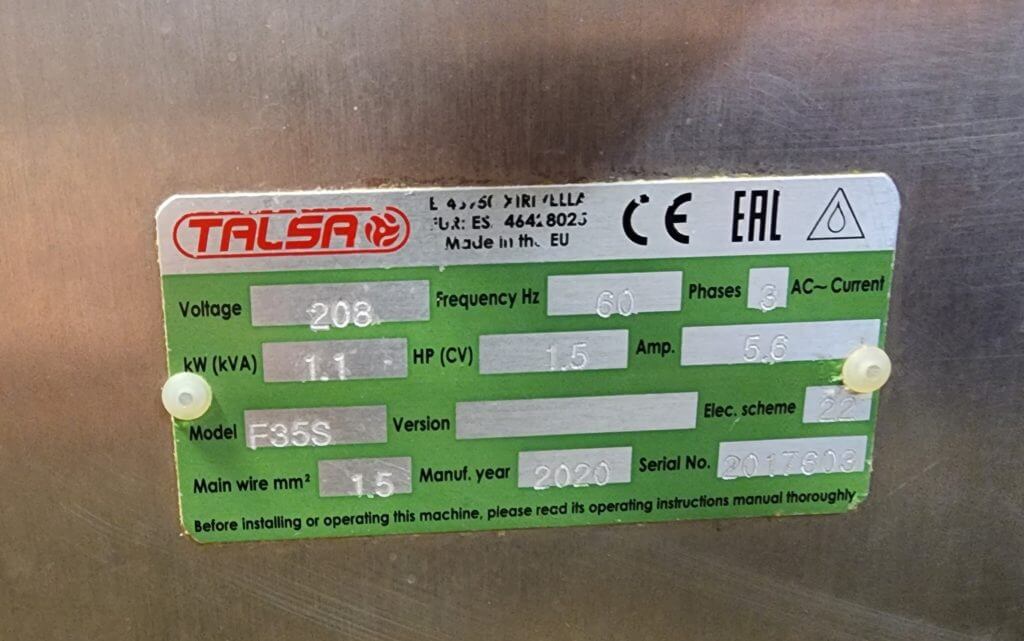 TALSA
Made in the EU
CE EAC
Voltage 208 Frequency Hz 60 Phases 3 AC~ Current
kW (kVA) 1.1 HP (CV) 1.5 Amp. 5.6
Model F35S Version Elec. scheme 22
Main wire mm² 1.5 Manuf. year 2020 Serial No. 2017603
Before installing or operating this machine, please read its operating instructions manual thoroughly